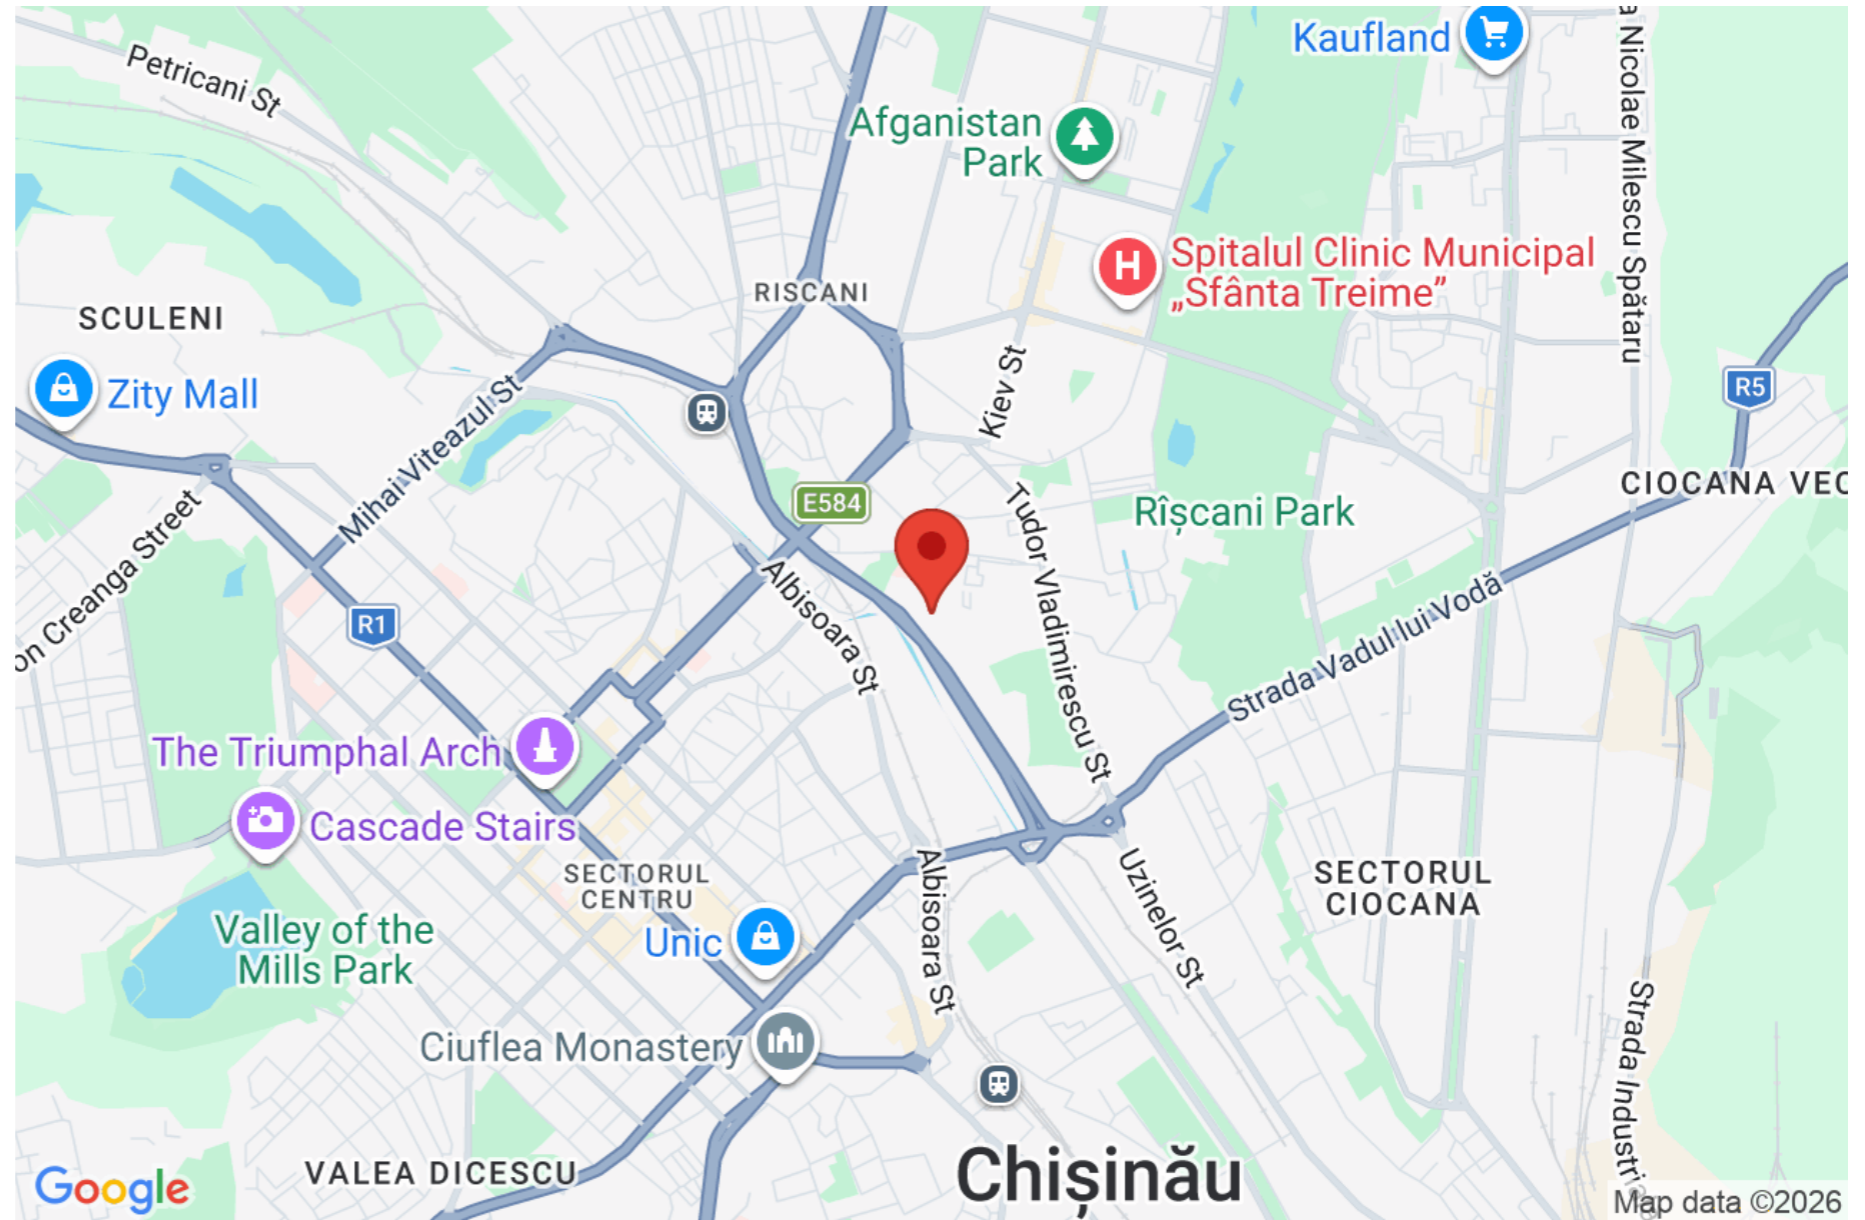 Petricani St
Kaufland
a Nicolae Milescu Spătaru
Afganistan
Park
Spitalul Clinic Municipal
„Sfânta Treime”
H
RISCANI
SCULENI
Zity Mall
Mihai Viteazul St
Kiev St
R5
CIOCANA VEC
E584
Rîșcani Park
Tudor Vladimirescu St
on Creanga Street
Albisoara St
R1
Strada Vadul lui Vodă
The Triumphal Arch
Cascade Stairs
SECTORUL
CENTRU
SECTORUL
CIOCANA
Albisoara St
Uzinelor St
Valley of the
Mills Park
Unic
Ciuflea Monastery
Strada Industri
VALEA DICESCU
Chișinău
Google
Map data ©2026